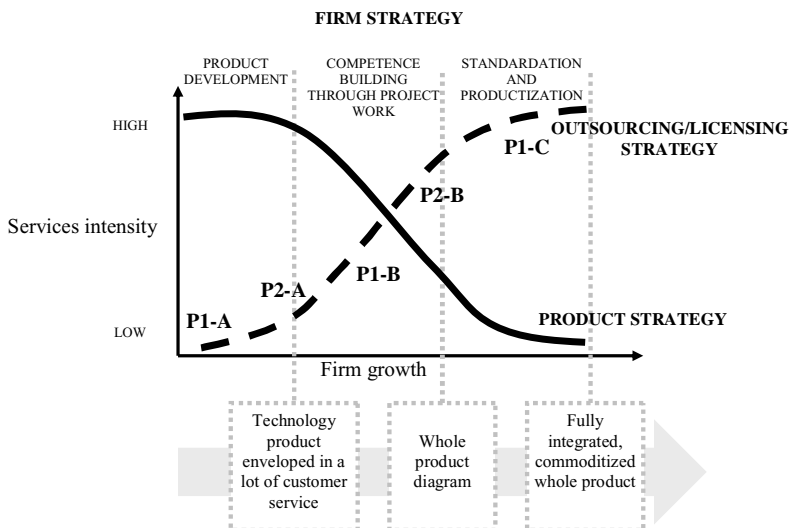 FIRM STRATEGY
PRODUCT
DEVELOPMENT
COMPETENCE
BUILDING
THROUGH PROJECT
WORK
STANDARDATION
AND
PRODUCTIZATION
HIGH
OUTSOURCING/LICENSING
STRATEGY
P1-C
P2-B
Services intensity
P1-B
P2-A
P1-A
LOW
PRODUCT STRATEGY
Firm growth
Technology
product
enveloped in a
lot of customer
service
Whole
product
diagram
Fully
integrated,
commoditized
whole product